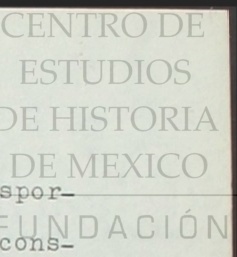 CENTRO DE
ESTUDIOS
DE HISTORIA
DE MEXICO
spor-
FUNDACIÓN
cons-